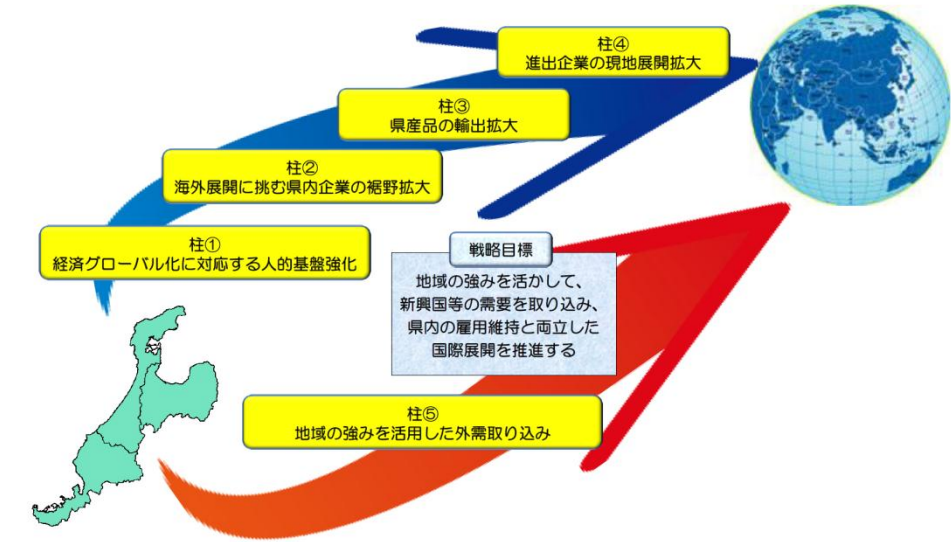 柱④
進出企業の現地展開拡大
柱③
県産品の輸出拡大
柱②
海外展開に挑む県内企業の裾野拡大
柱①
経済グローバル化に対応する人的基盤強化
戦略目標
地域の強みを活かして、
新興国等の需要を取り込み、
県内の雇用維持と両立した
国際展開を推進する
柱⑤
地域の強みを活用した外需取り込み